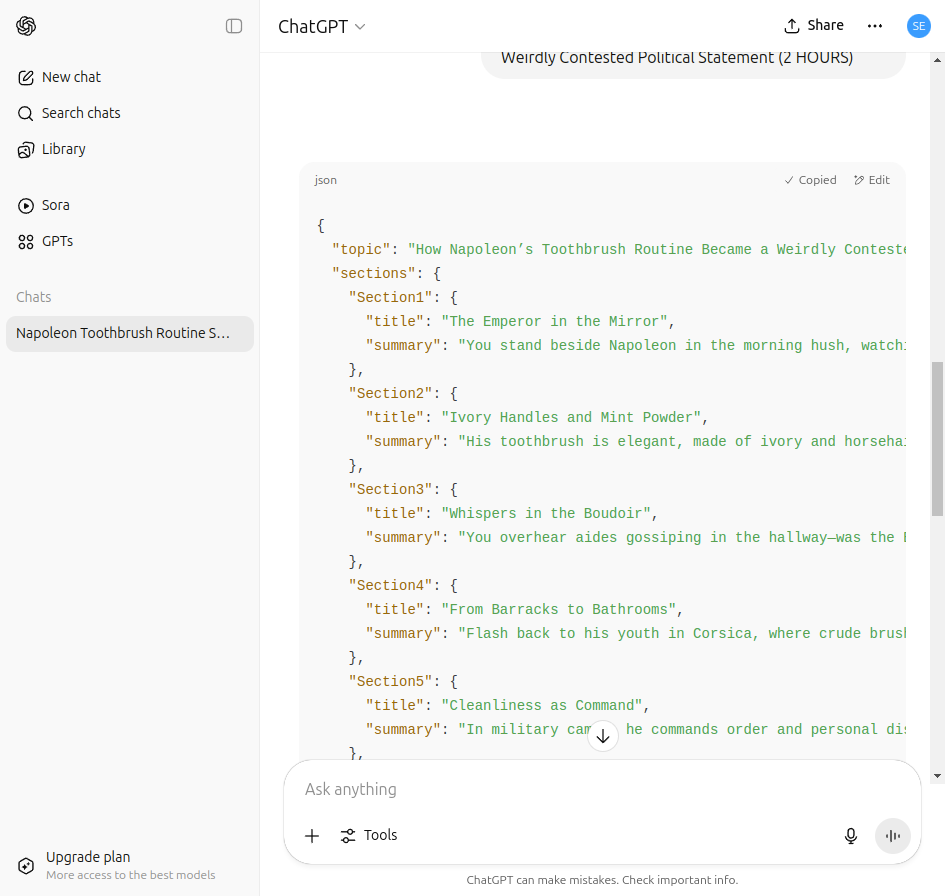 ChatGPT
Share
SE
New chat
Search chats
Library
Sora
GPTs
Chats
Napoleon Toothbrush Routine S...
Upgrade plan
More access to the best models
Weirdly Contested Political Statement (2 HOURS)
json
Copied
Edit
{
"topic": "How Napoleon’s Toothbrush Routine Became a Weirdly Conteste
"sections": {
"Section1": {
"title": "The Emperor in the Mirror",
"summary": "You stand beside Napoleon in the morning hush, watchi
},
"Section2": {
"title": "Ivory Handles and Mint Powder",
"summary": "His toothbrush is elegant, made of ivory and horsehai
},
"Section3": {
"title": "Whispers in the Boudoir",
"summary": "You overhear aides gossiping in the hallway—was the
},
"Section4": {
"title": "From Barracks to Bathrooms",
"summary": "Flash back to his youth in Corsica, where crude brush
},
"Section5": {
"title": "Cleanliness as Command",
"summary": "In military he commands order and personal dis
},
Ask anything
Tools
ChatGPT can make mistakes. Check important info.